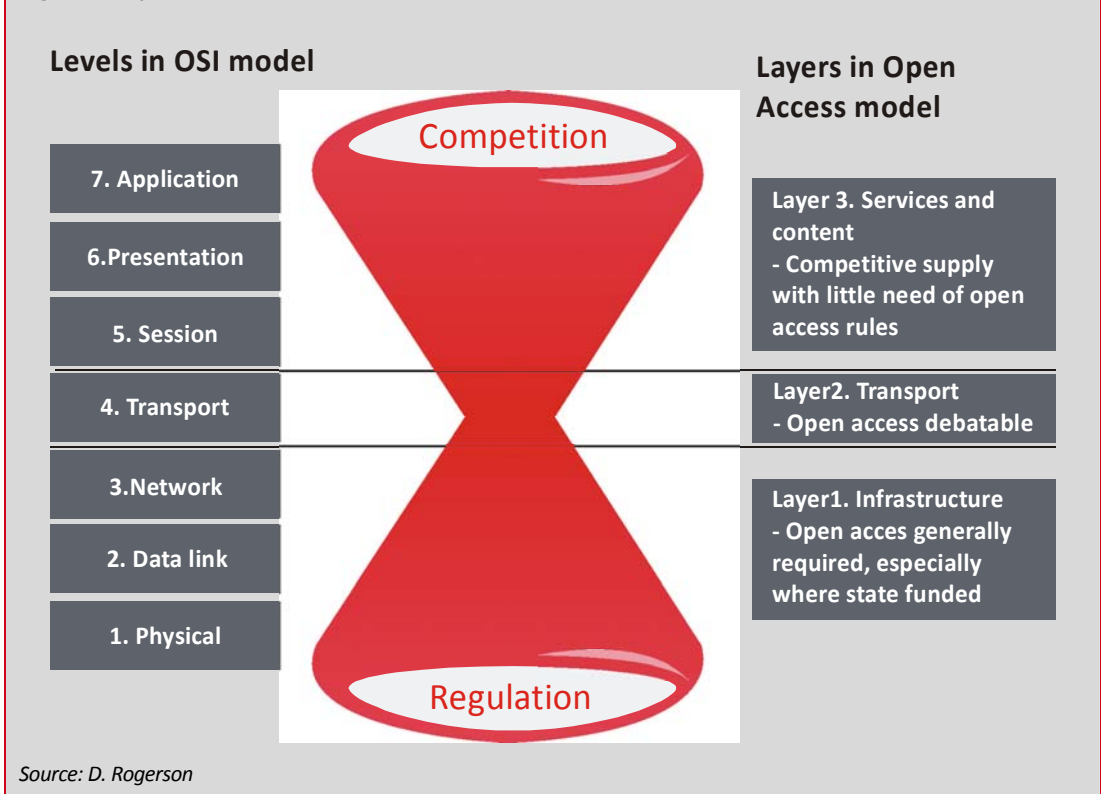 Levels in OSI model
7. Application
6.Presentation
5. Session
4. Transport
3.Network
2. Data link
1. Physical
Competition
Regulation
Layers in Open
Access model
Layer 3. Services and
content
- Competitive supply
with little need of open
access rules
Layer2. Transport
- Open access debatable
Layer1. Infrastructure
- Open acces generally
required, especially
where state funded
Source: D. Rogerson